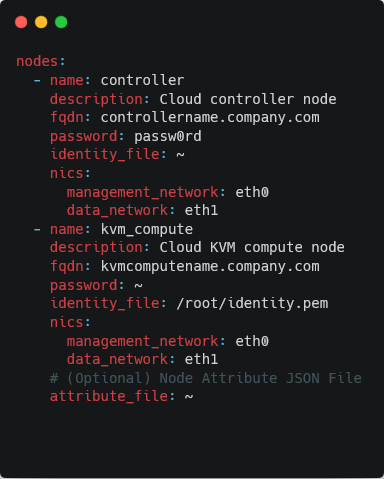 nodes:
  - name: controller
    description: Cloud controller node
    fqdn: controllername.company.com
    password: passw0rd
    identity_file: ~
    nics:
      management_network: eth0
      data_network: eth1
  - name: kvm_compute
    description: Cloud KVM compute node
    fqdn: kvmcomputename.company.com
    password: ~
    identity_file: /root/identity.pem
    nics:
      management_network: eth0
      data_network: eth1
    # (Optional) Node Attribute JSON File
    attribute_file: ~